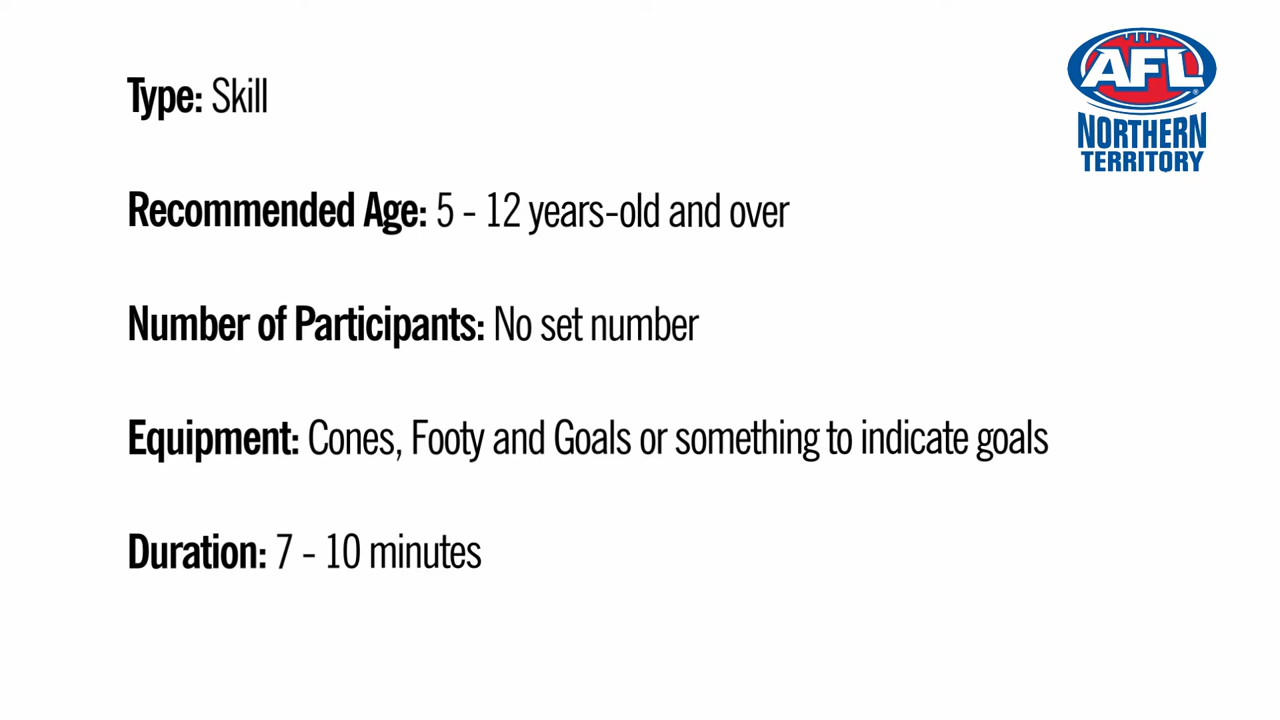 Type: Skill
AFL
NORTHERN
TERRITORY
Recommended Age: 5 - 12 years-old and over
Number of Participants: No set number
Equipment: Cones, Footy and Goals or something to indicate goals
Duration: 7 - 10 minutes